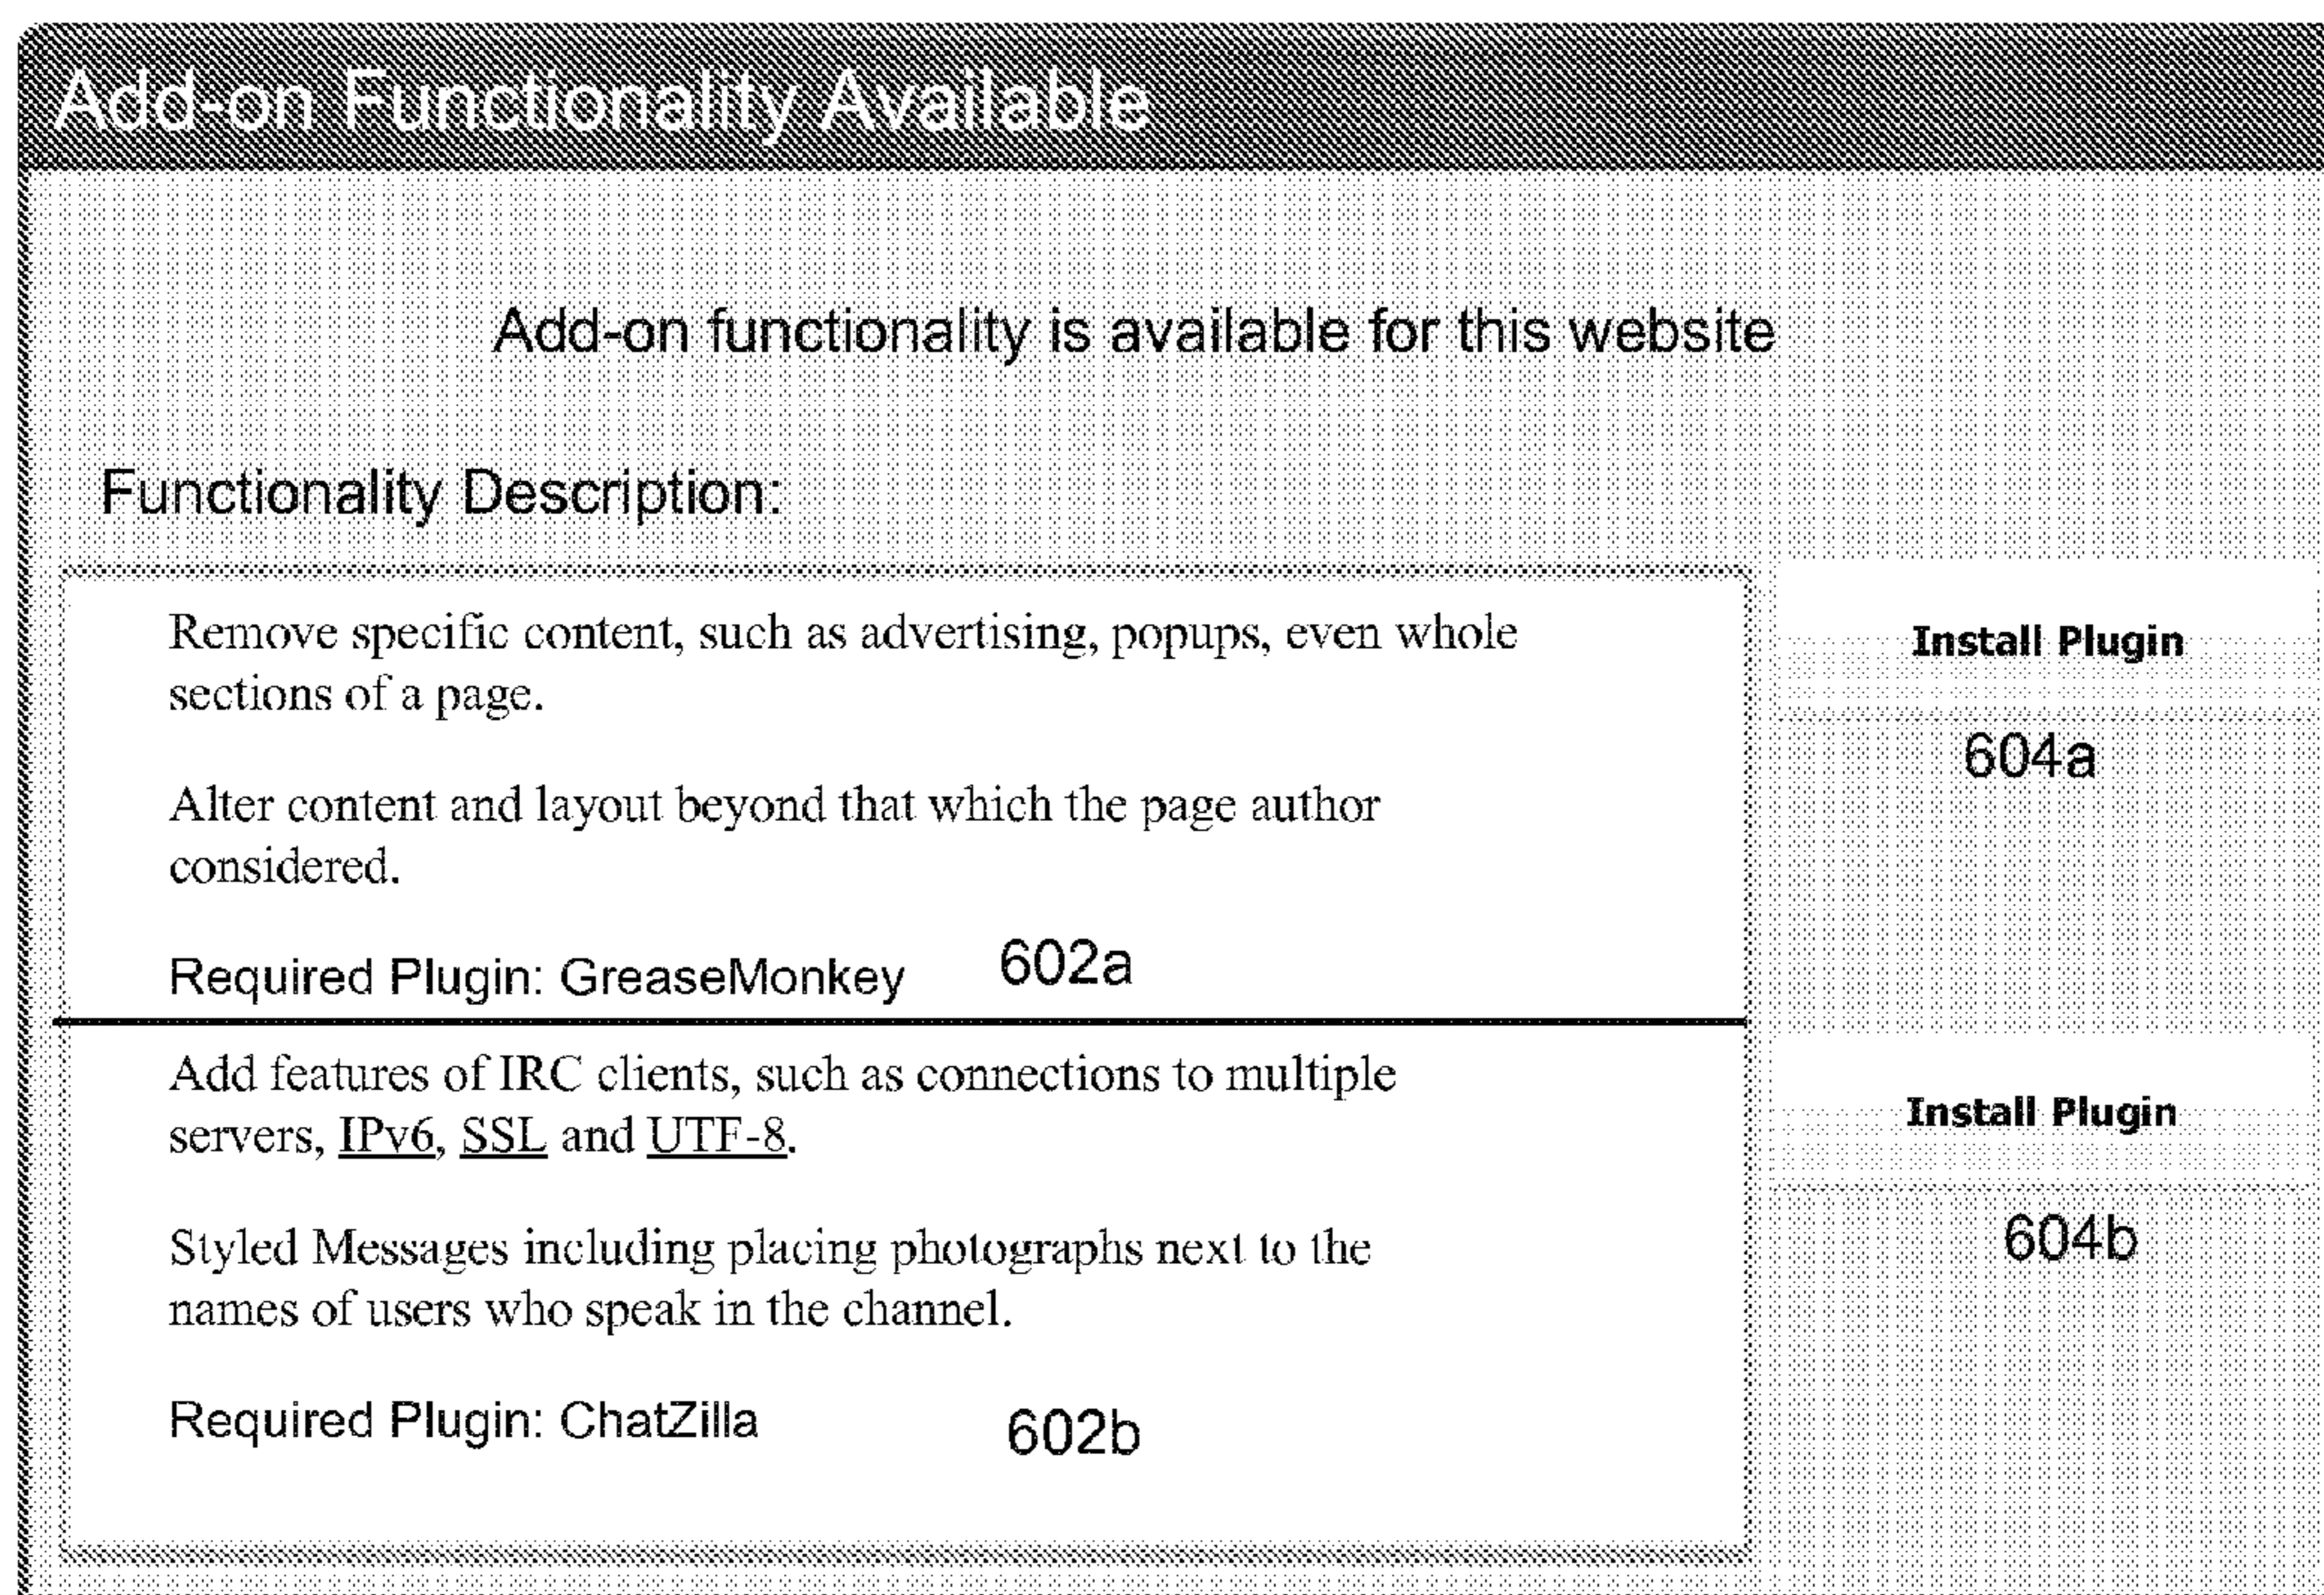 Add-on Functionality Available
Add-on functionality is available for this website
Functionality Description:
Remove specific content, such as advertising, popups, even whole
sections of a page.
Install Plugin
604a
Alter content and layout beyond that which the page author
considered.
Required Plugin: GreaseMonkey 602a
Add features of IRC clients, such as connections to multiple
servers, IPv6, SSL and UTF-8.
Install Plugin
604b
Styled Messages including placing photographs next to the
names of users who speak in the channel.
Required Plugin: ChatZilla 602b